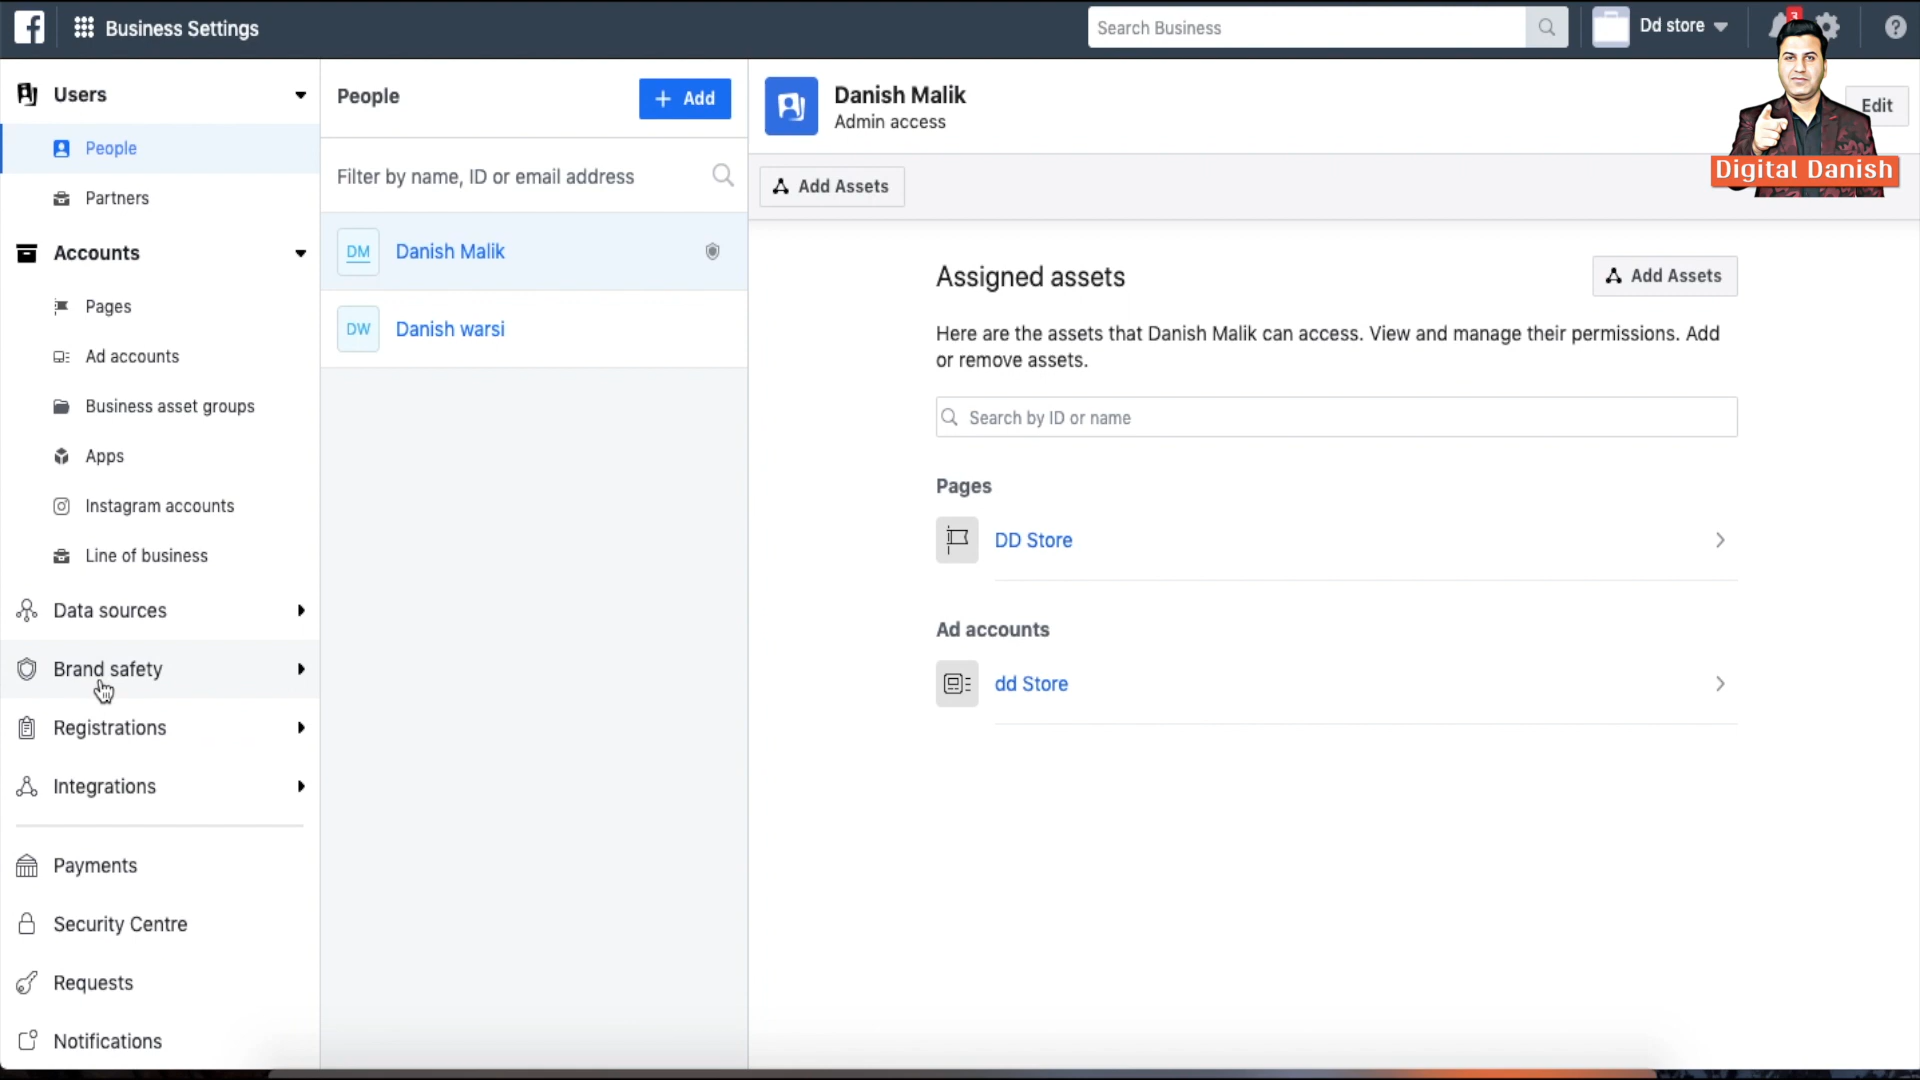 Business Settings
Search Business
Dd store
3
Users
People
Partners
Accounts
Pages
Ad accounts
Business asset groups
Apps
Instagram accounts
Line of business
Data sources
Brand safety
Registrations
Integrations
Payments
Security Centre
Requests
Notifications
People
+ Add
Filter by name, ID or email address
DM Danish Malik
DW Danish warsi
Danish Malik
Admin access
Edit
Digital Danish
Add Assets
Assigned assets
Add Assets
Here are the assets that Danish Malik can access. View and manage their permissions. Add
or remove assets.
Search by ID or name
Pages
DD Store
Ad accounts
dd Store